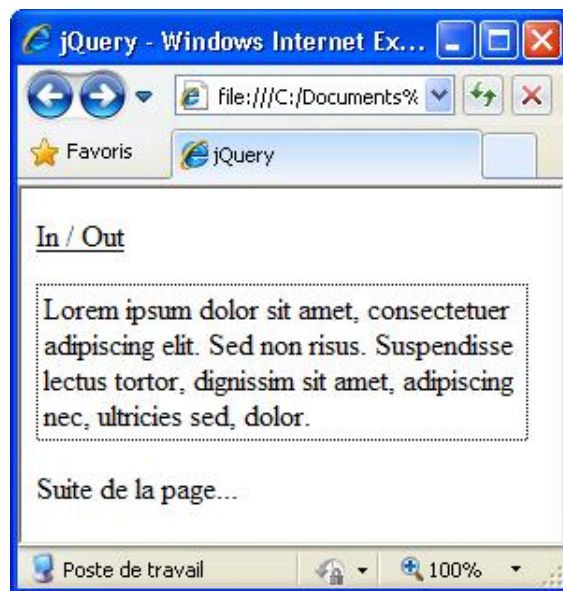 jQuery - Windows Internet Ex...
file:///C:/Documents%
Favoris
jQuery
In / Out
Lorem ipsum dolor sit amet, consectetuer
adipiscing elit. Sed non risus. Suspendisse
lectus tortor, dignissim sit amet, adipiscing
nec, ultricies sed, dolor.
Suite de la page...
Poste de travail
100%